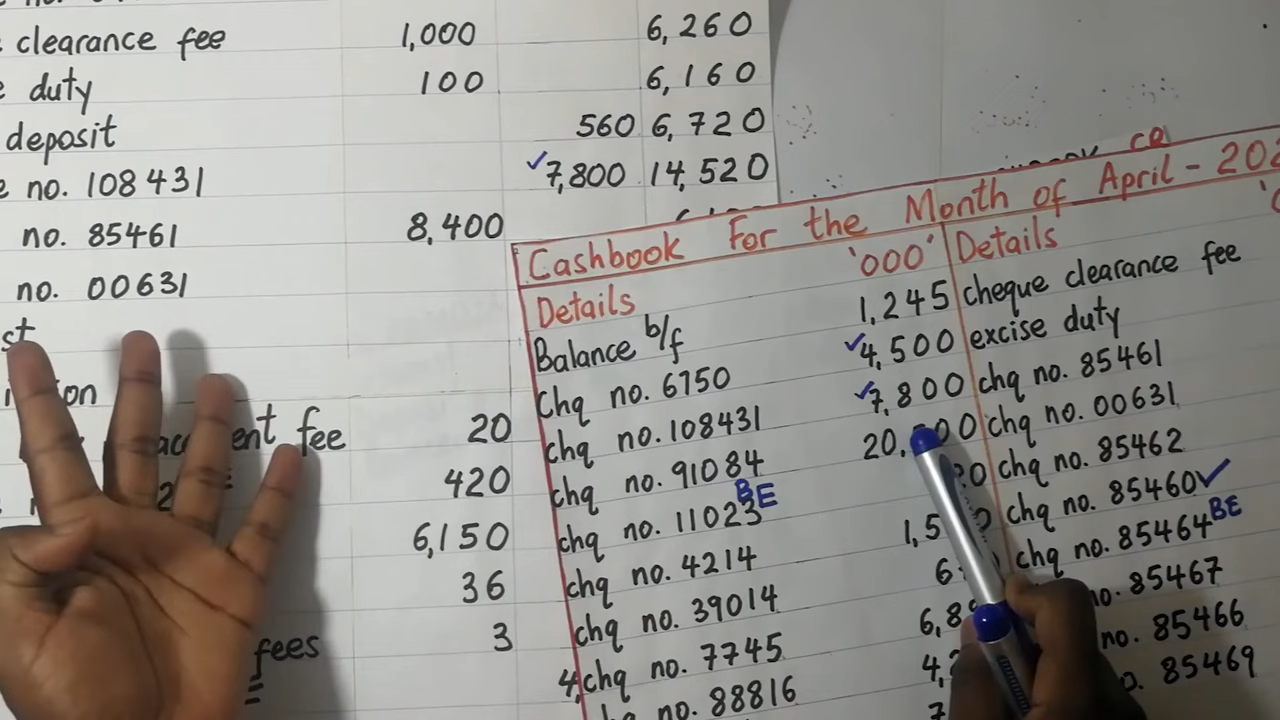 clearance fee 1,000 6,260
duty 100 6,160
deposit 560 6,720
no. 108431 ✓7,800 14,520
no. 85461 8,400
no. 00631
fee 20
420
6,150
36
fees 3
Cashbook For the Month of April -
Details '000' Details
Balance b/f 1,245 cheque clearance fee
Chq no. 6750 ✓4,500 excise duty
chq no. 108431 ✓7,800 chq no. 85461
chq no. 91084 chq no. 00631
chq no. 11023 BE chq no. 85462
chq no. 4214 chq no. 85460✓
chq no. 39014 chq no. 85464 BE
chq no. 7745 no. 85467
no. 88816 no. 85466
85469